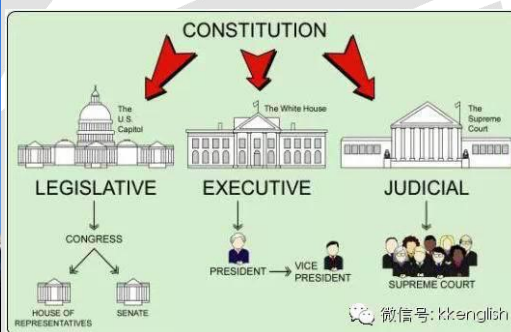 CONSTITUTION
The
U.S.
Capitol
The White House
The
Supreme
Court
LEGISLATIVE
EXECUTIVE
JUDICIAL
CONGRESS
PRESIDENT
VICE
PRESIDENT
SUPREME COURT
HOUSE OF
REPRESENTATIVES
SENATE
微信号: kkenglish